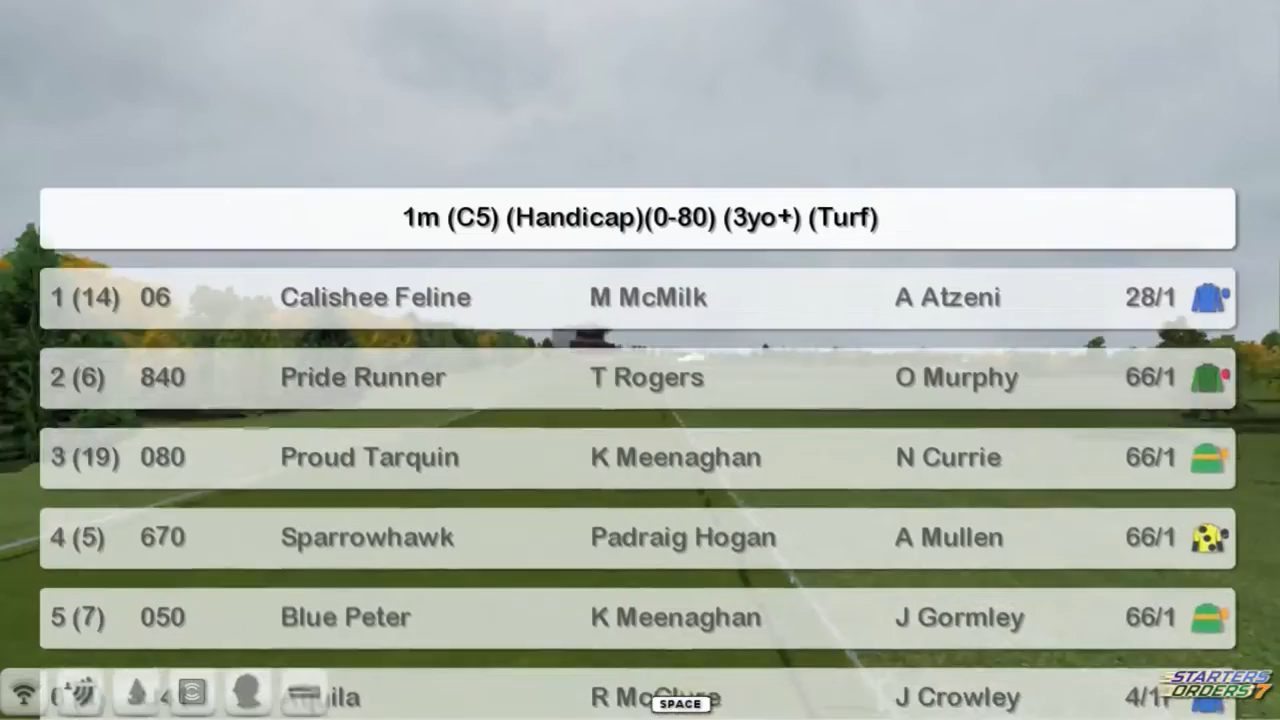 1m (C5) (Handicap)(0-80) (3yo+) (Turf)
1 (14) 06 Calishee Feline M McMilk A Atzeni 28/1
2 (6) 840 Pride Runner T Rogers O Murphy 66/1
3 (19) 080 Proud Tarquin K Meenaghan N Currie 66/1
4 (5) 670 Sparrowhawk Padraig Hogan A Mullen 66/1
5 (7) 050 Blue Peter K Meenaghan J Gormley 66/1
R J Crowley
SPACE
STARTERS
ORDERS 7